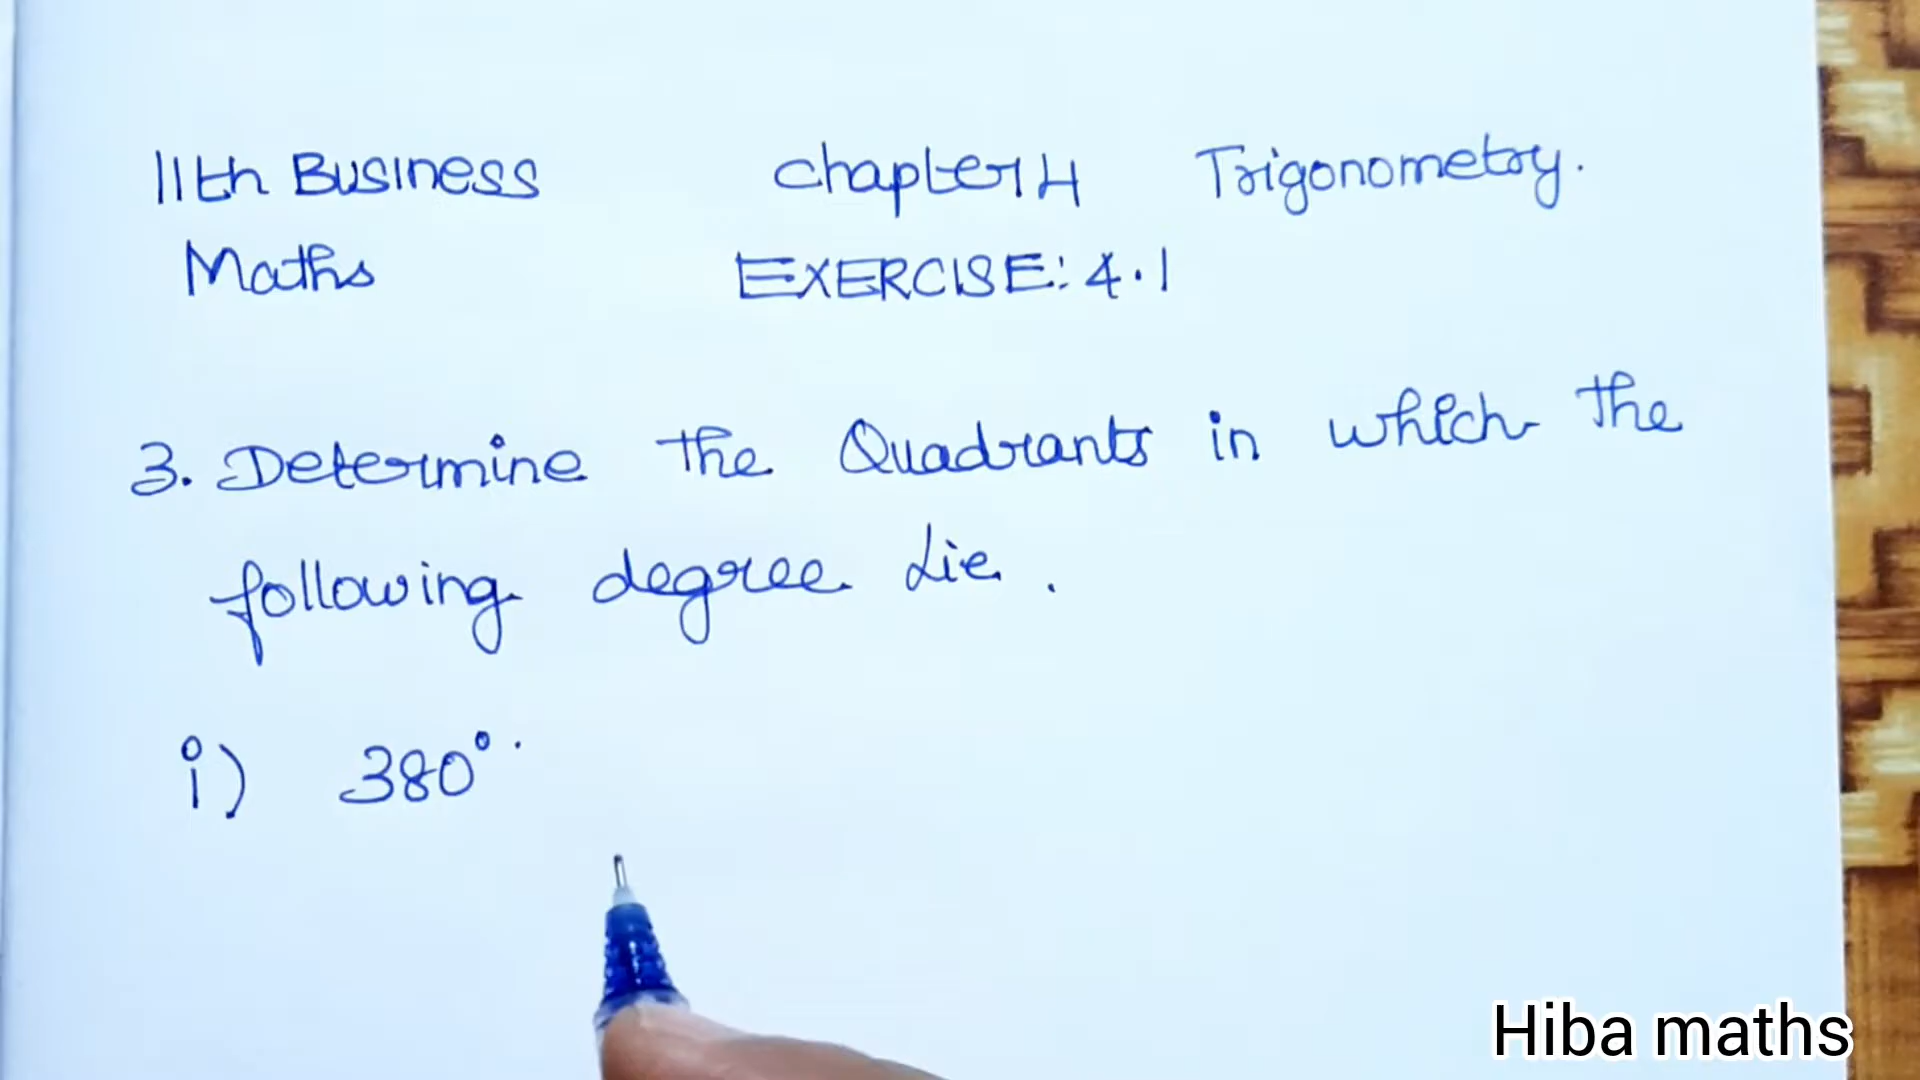 11th Business Chapter 4 Trigonometry.
Maths EXERCISE: 4.1
3. Determine the Quadrants in which the
following degree Lie.
i) 380°.
Hiba maths